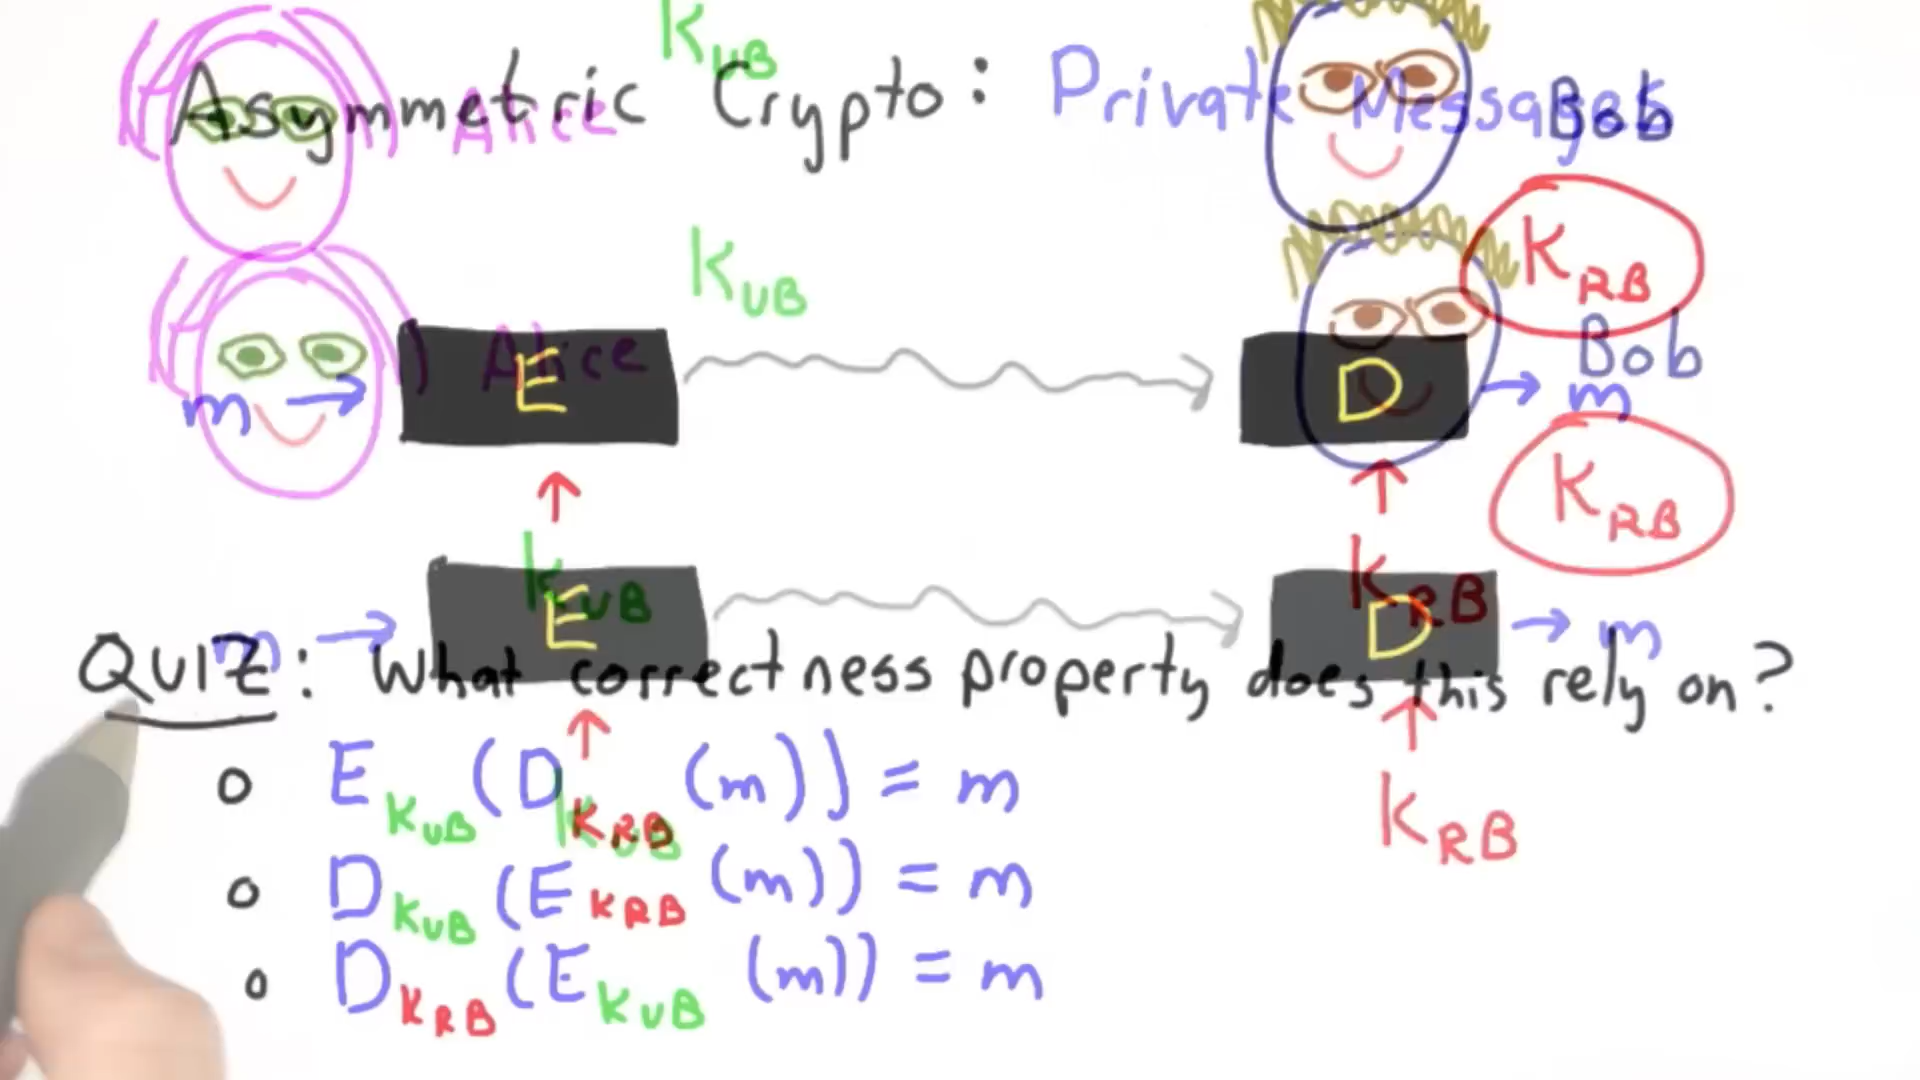 K_UB
Asymmetric Crypto: Private Messages
Alice
Bob
K_RB
K_UB
Alice
E
D
Bob
m → m
K_RB
K_UB
K_RB
E
D
m → m
QUIZ: What correctness property does this rely on?
o E_KUB (D_KRB (m)) = m
K_UB
K_RB
o D_KUB (E_KRB (m)) = m
o D_KRB (E_KUB (m)) = m